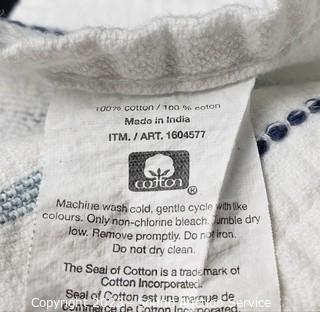 100% cotton / 100 % coton
Made in India
ITM. / ART. 1604577
cotton
®
Machine wash cold, gentle cycle with like
colours. Only non-chlorine bleach. Tumble dry
low. Remove promptly. Do not iron.
Do not dry clean.
The Seal of Cotton is a trademark of
Cotton Incorporated.
Seal of Cotton est une marque de
commerce de Cotton Incorporated.
Copyright 2023
Auction Service